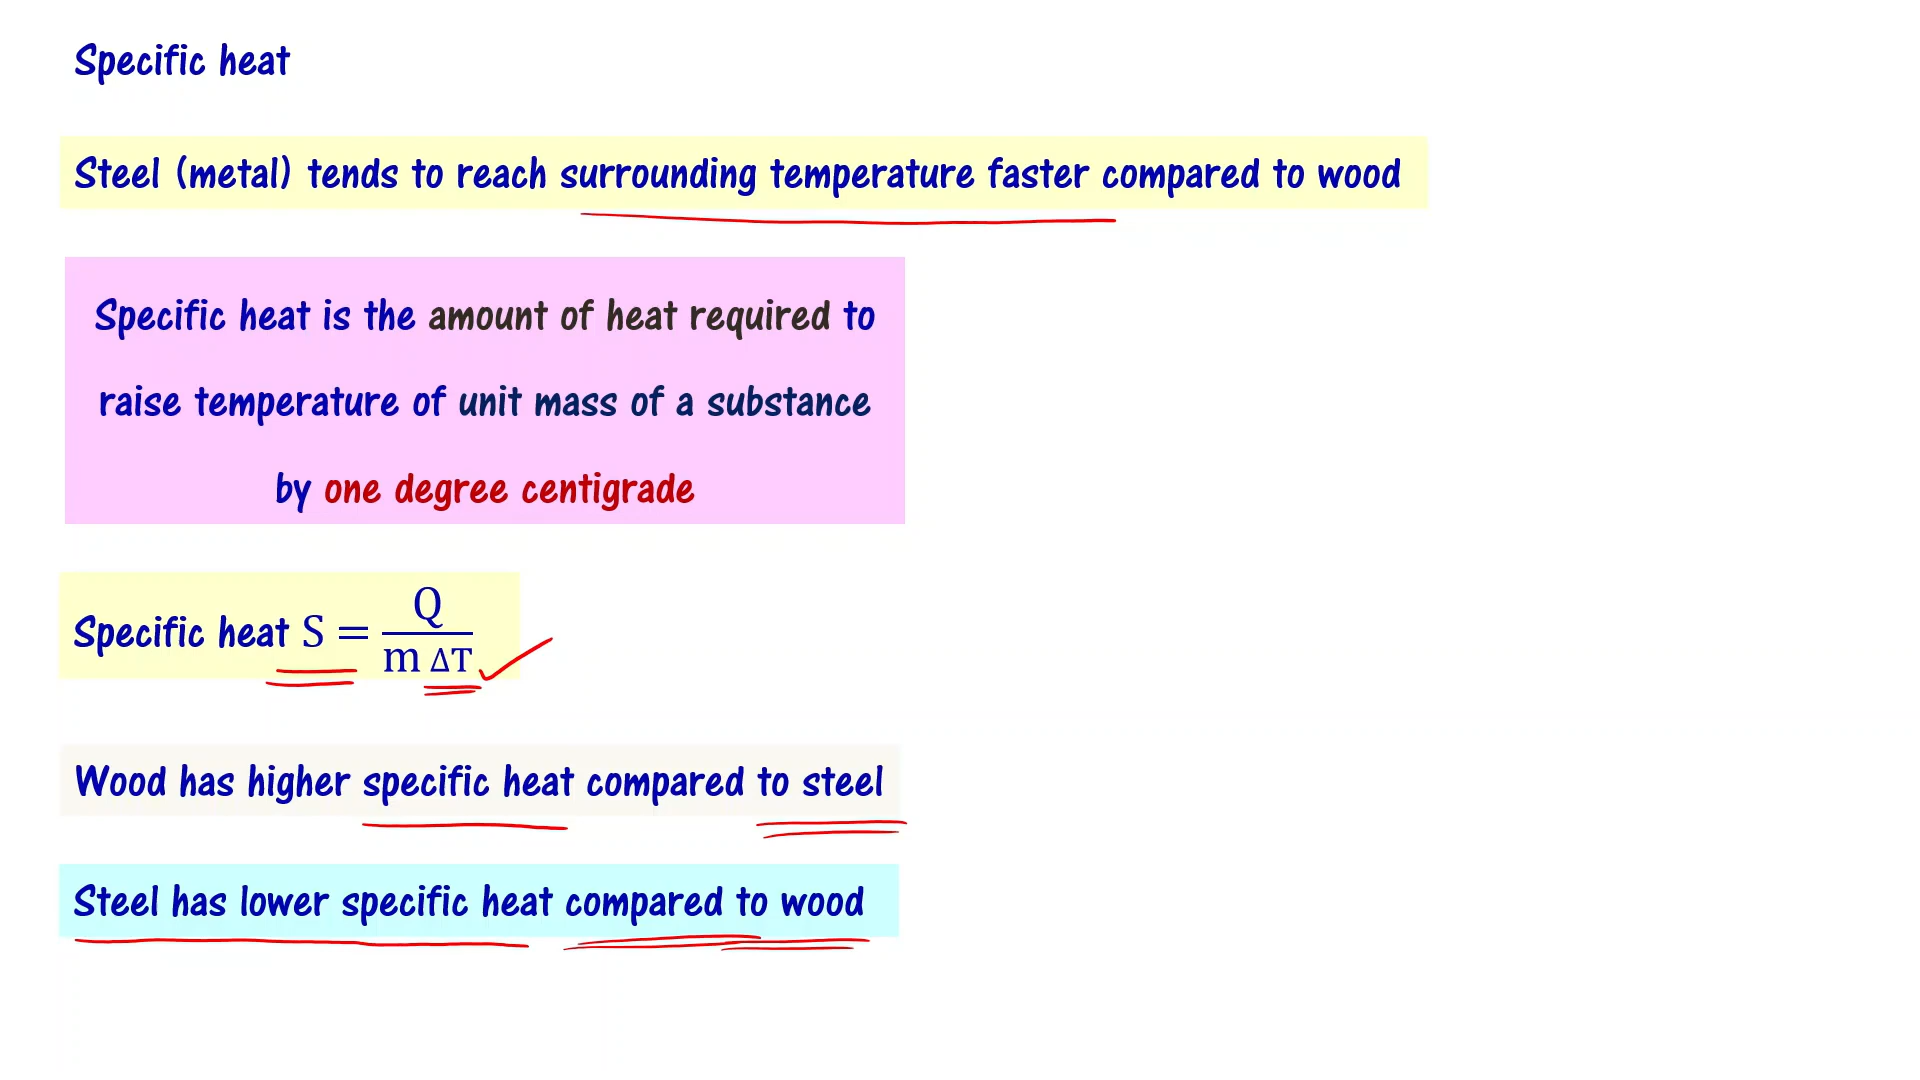 Specific heat
Steel (metal) tends to reach surrounding temperature faster compared to wood
Specific heat is the amount of heat required to
raise temperature of unit mass of a substance
by one degree centigrade
Specific heat S = Q / m ΔT
Wood has higher specific heat compared to steel
Steel has lower specific heat compared to wood